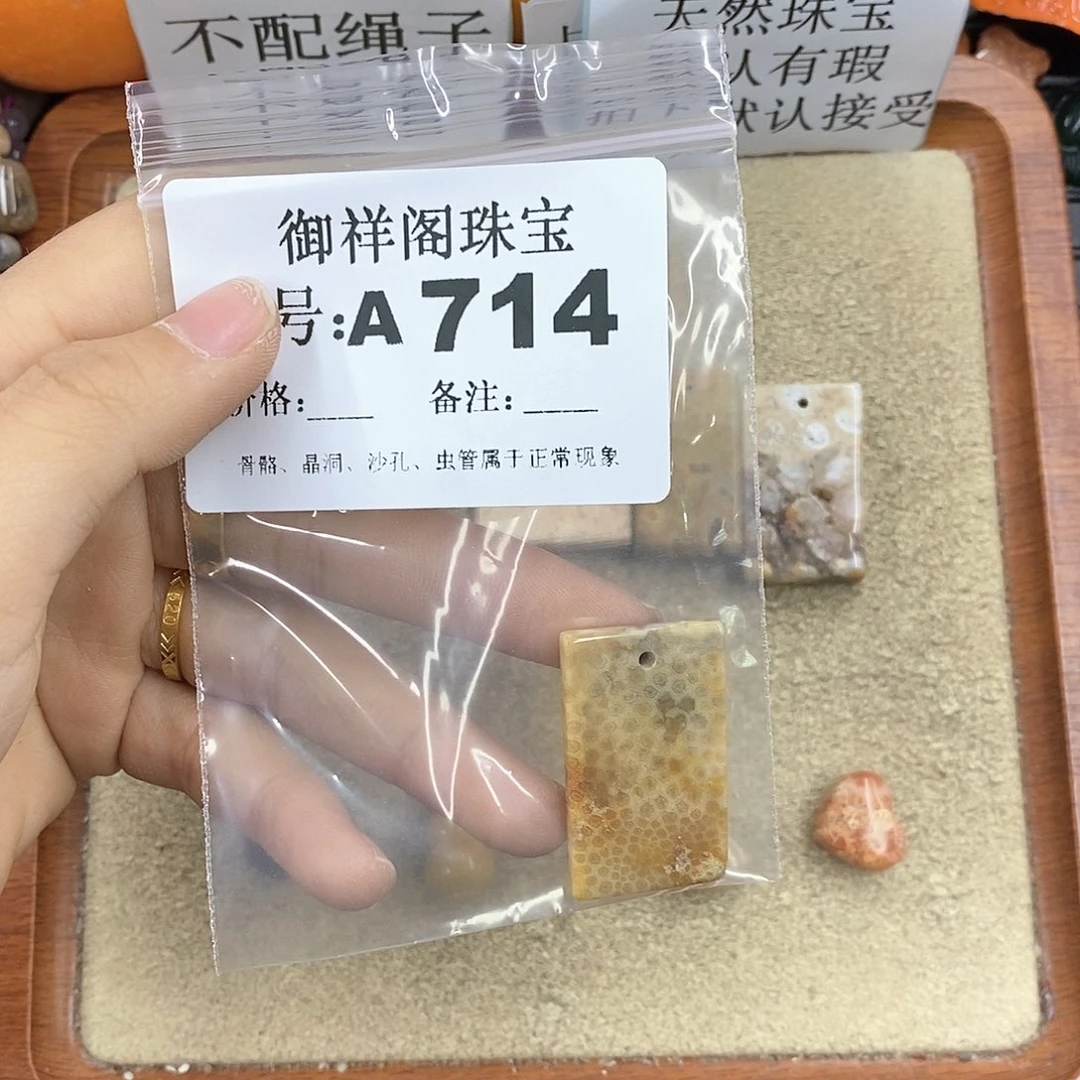 不配绳子
天然珠宝
认有瑕
默认接受
御祥阁珠宝
号:A 714
价格:____ 备注:____
骨骼、晶洞、沙孔、虫管属于正常现象
520